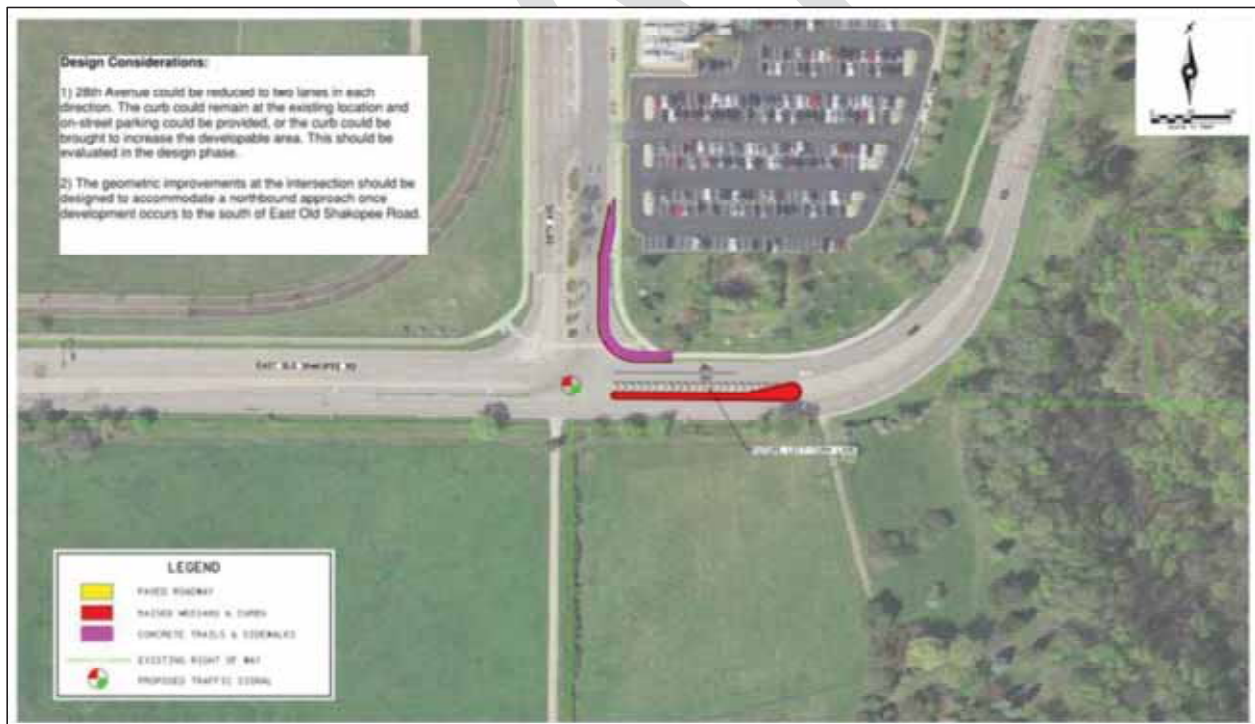 Design Considerations:
1) 28th Avenue could be reduced to two lanes in each
direction. The curb could remain at the existing location and
on-street parking could be provided, or the curb could be
brought to increase the developable area. This should be
evaluated in the design phase.
2) The geometric improvements at the intersection should be
designed to accommodate a northbound approach once
development occurs to the south of East Old Shakopee Road.
FUTURE LEFT-TURN LANE
LEGEND
PAVED ROADWAY
RAISED MEDIANS & CURBS
CONCRETE TRAILS & SIDEWALKS
EXISTING RIGHT OF WAY
PROPOSED TRAFFIC SIGNAL